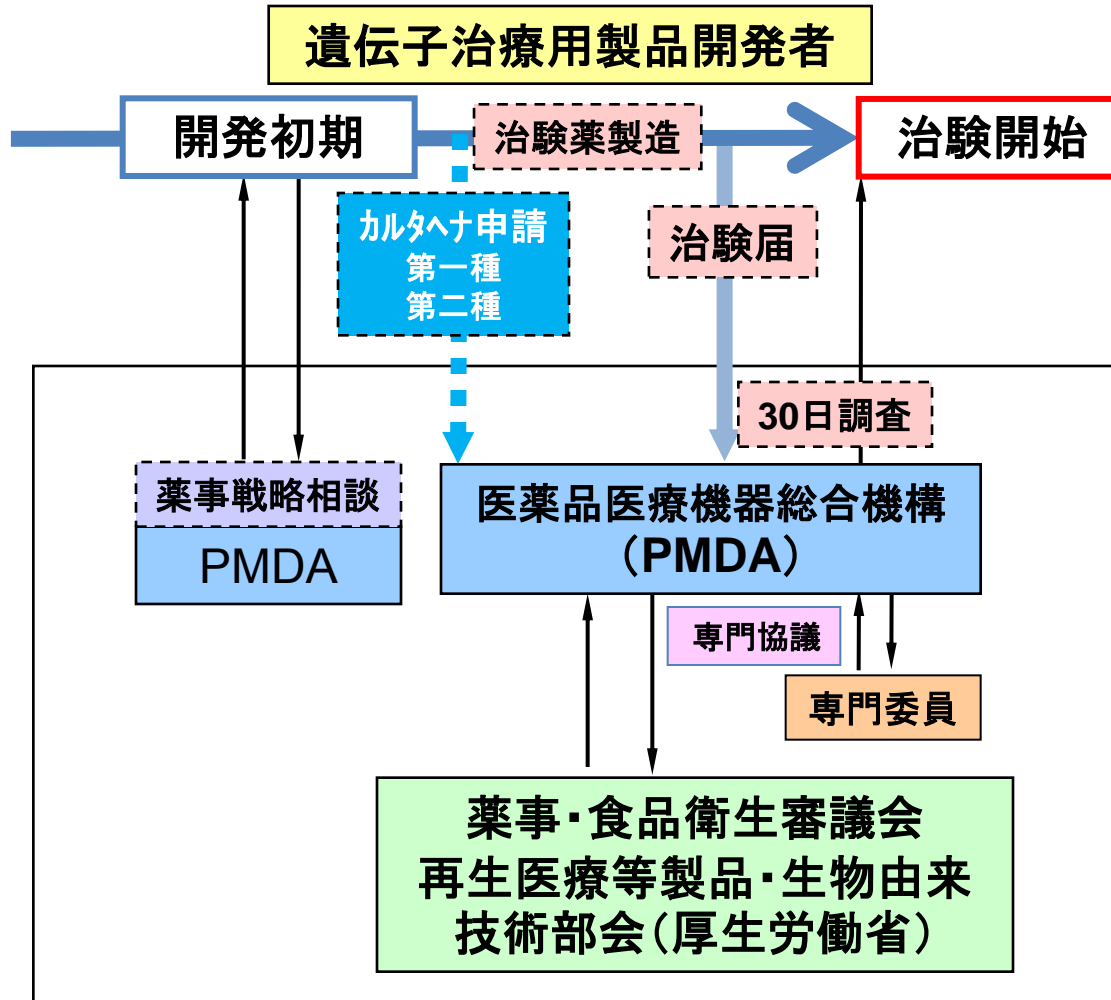 遺伝子治療用製品開発者
開発初期
治験薬製造
治験開始
カルタヘナ申請
第一種
第二種
治験届
30日調査
薬事戦略相談
PMDA
医薬品医療機器総合機構
（PMDA）
専門協議
専門委員
薬事・食品衛生審議会
再生医療等製品・生物由来
技術部会（厚生労働省）